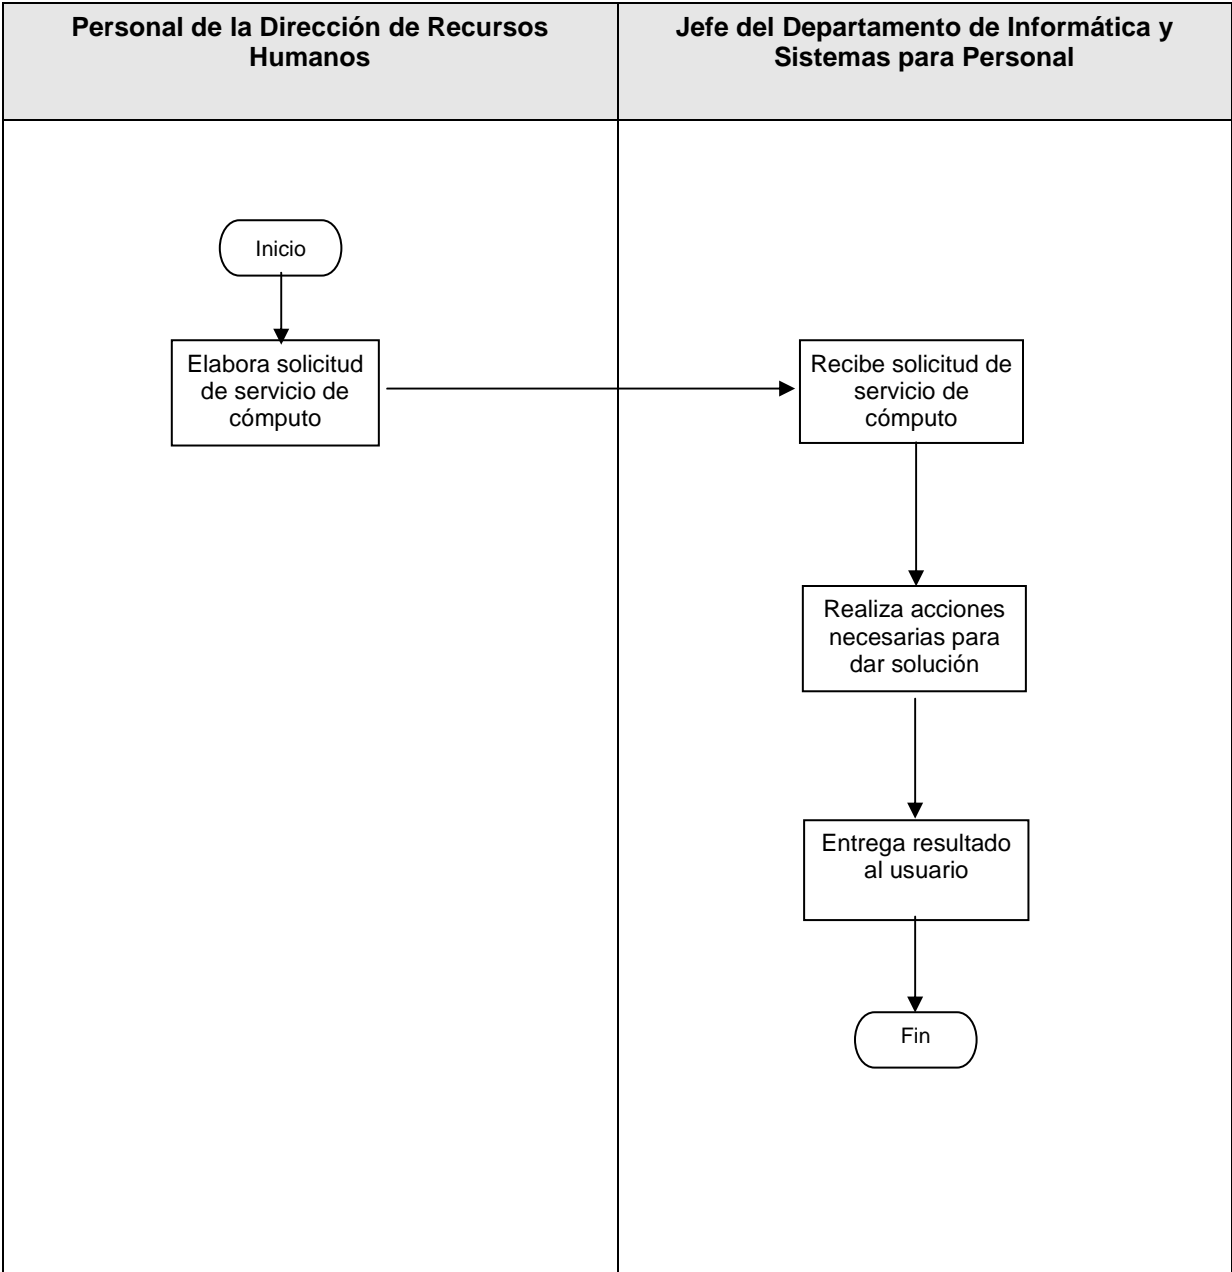 Personal de la Dirección de Recursos
Humanos
Jefe del Departamento de Informática y
Sistemas para Personal
Inicio
Elabora solicitud
de servicio de
cómputo
Recibe solicitud de
servicio de
cómputo
Realiza acciones
necesarias para
dar solución
Entrega resultado
al usuario
Fin